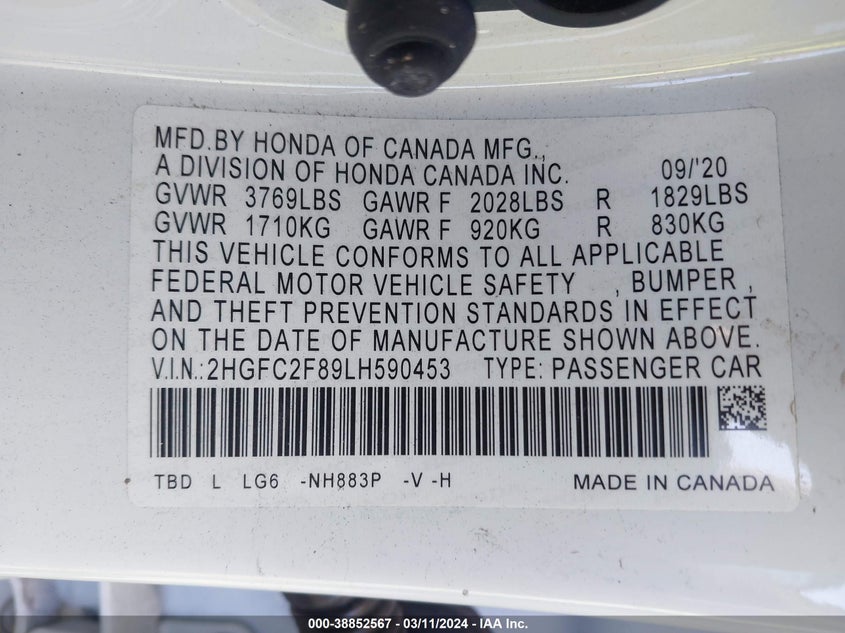 MFD.BY HONDA OF CANADA MFG.,
A DIVISION OF HONDA CANADA INC. 09/'20
GVWR 3769LBS GAWR F 2028LBS R 1829LBS
GVWR 1710KG GAWR F 920KG R 830KG
THIS VEHICLE CONFORMS TO ALL APPLICABLE
FEDERAL MOTOR VEHICLE SAFETY , BUMPER ,
AND THEFT PREVENTION STANDARDS IN EFFECT
ON THE DATE OF MANUFACTURE SHOWN ABOVE.
V.I.N.: 2HGFC2F89LH590453 TYPE: PASSENGER CAR
TBD L LG6 -NH883P -V -H MADE IN CANADA
000-38852567 - 03/11/2024 - IAA Inc.